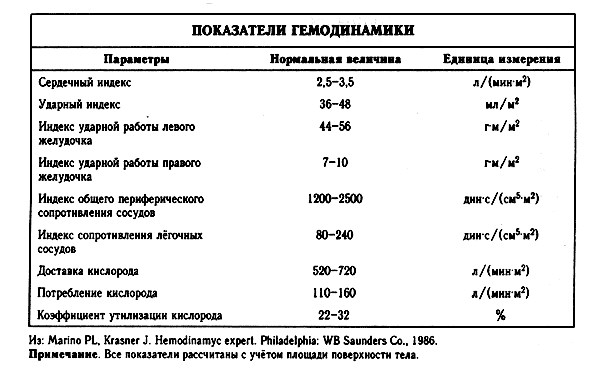 ПОКАЗАТЕЛИ ГЕМОДИНАМИКИ
Параметры Нормальная величина Единица измерения
Сердечный индекс 2,5–3,5 л/(мин·м²)
Ударный индекс 36–48 мл/м²
Индекс ударной работы левого желудочка 44–56 г·м/м²
Индекс ударной работы правого желудочка 7–10 г·м/м²
Индекс общего периферического сопротивления сосудов 1200–2500 дин·с/(см⁵·м²)
Индекс сопротивления лёгочных сосудов 80–240 дин·с/(см⁵·м²)
Доставка кислорода 520–720 л/(мин·м²)
Потребление кислорода 110–160 л/(мин·м²)
Коэффициент утилизации кислорода 22–32 %
Из: Marino PL, Krasner J. Hemodinamyc expert. Philadelphia: WB Saunders Co., 1986.
Примечание. Все показатели рассчитаны с учётом площади поверхности тела.